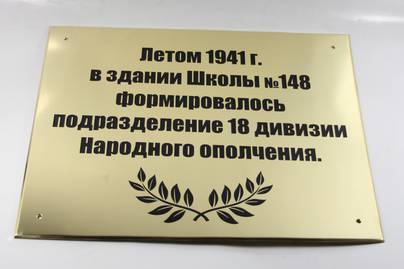 Летом 1941 г.
в здании Школы №148
формировалось
подразделение 18 дивизии
Народного ополчения.